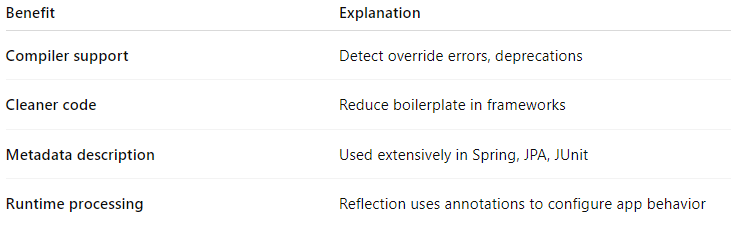 Benefit Explanation
Compiler support Detect override errors, deprecations
Cleaner code Reduce boilerplate in frameworks
Metadata description Used extensively in Spring, JPA, JUnit
Runtime processing Reflection uses annotations to configure app behavior